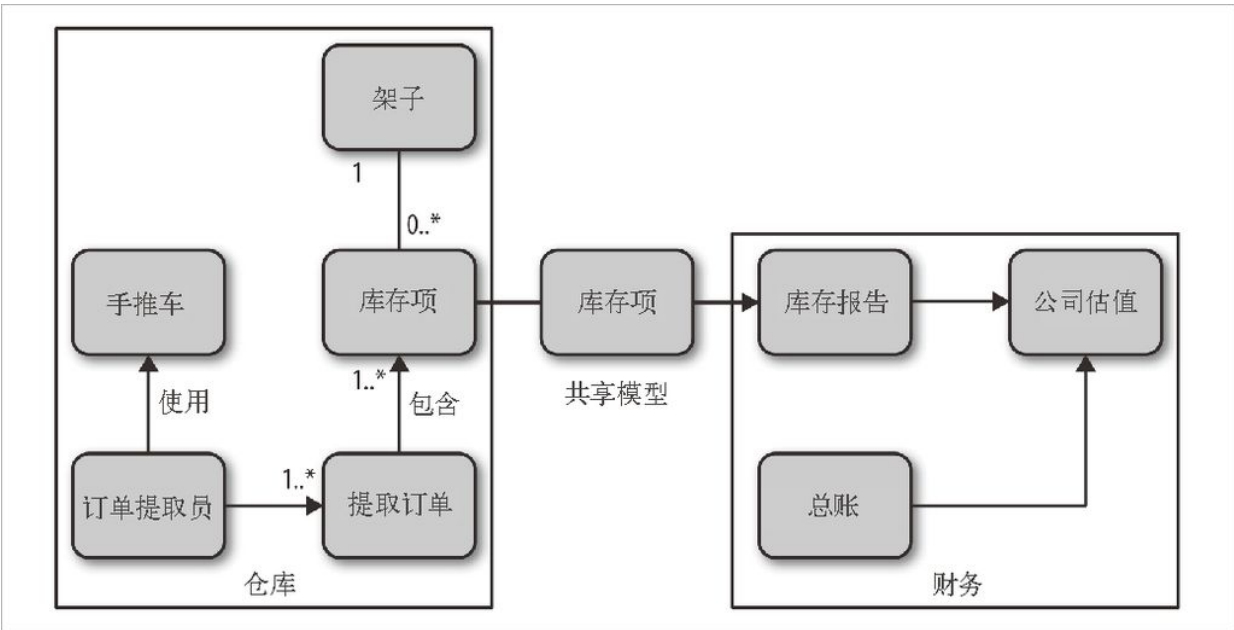 架子
1
0..*
手推车
库存项
库存项
库存报告
公司估值
共享模型
使用
1..*
包含
订单提取员
1..*
提取订单
总账
仓库
财务